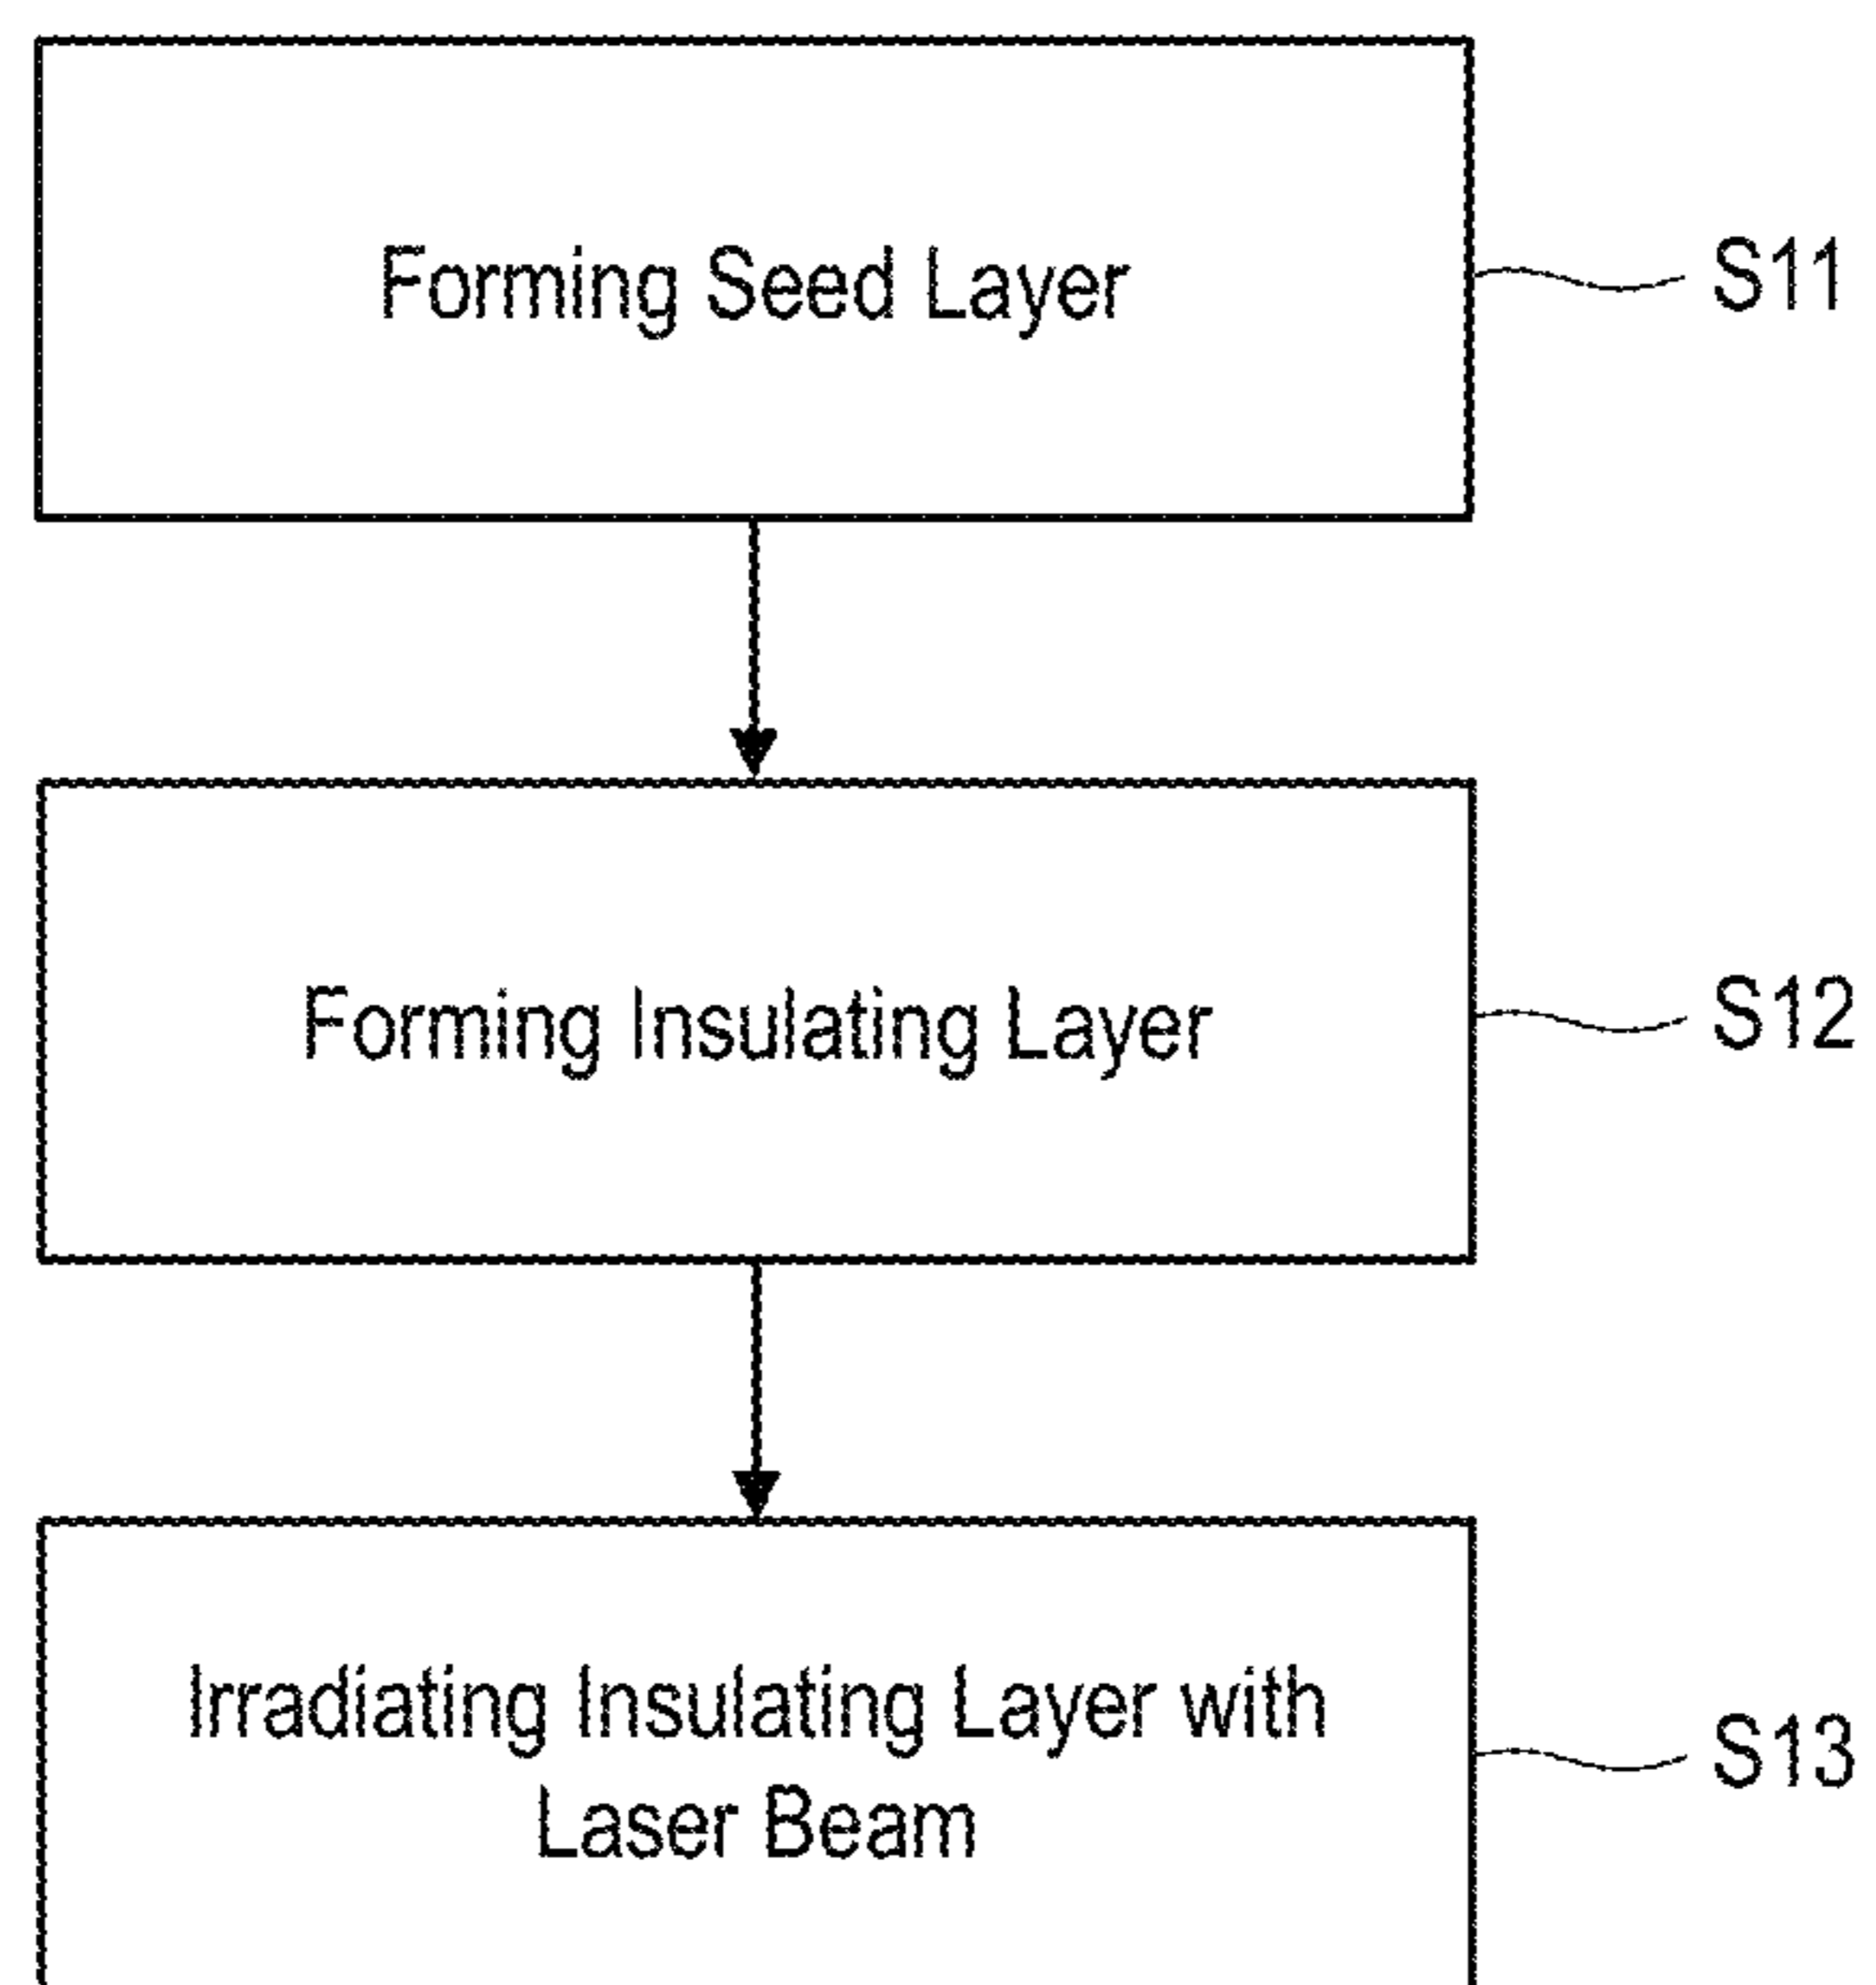 Forming Seed Layer
S11
Forming Insulating Layer
S12
Irradiating Insulating Layer with
Laser Beam
S13